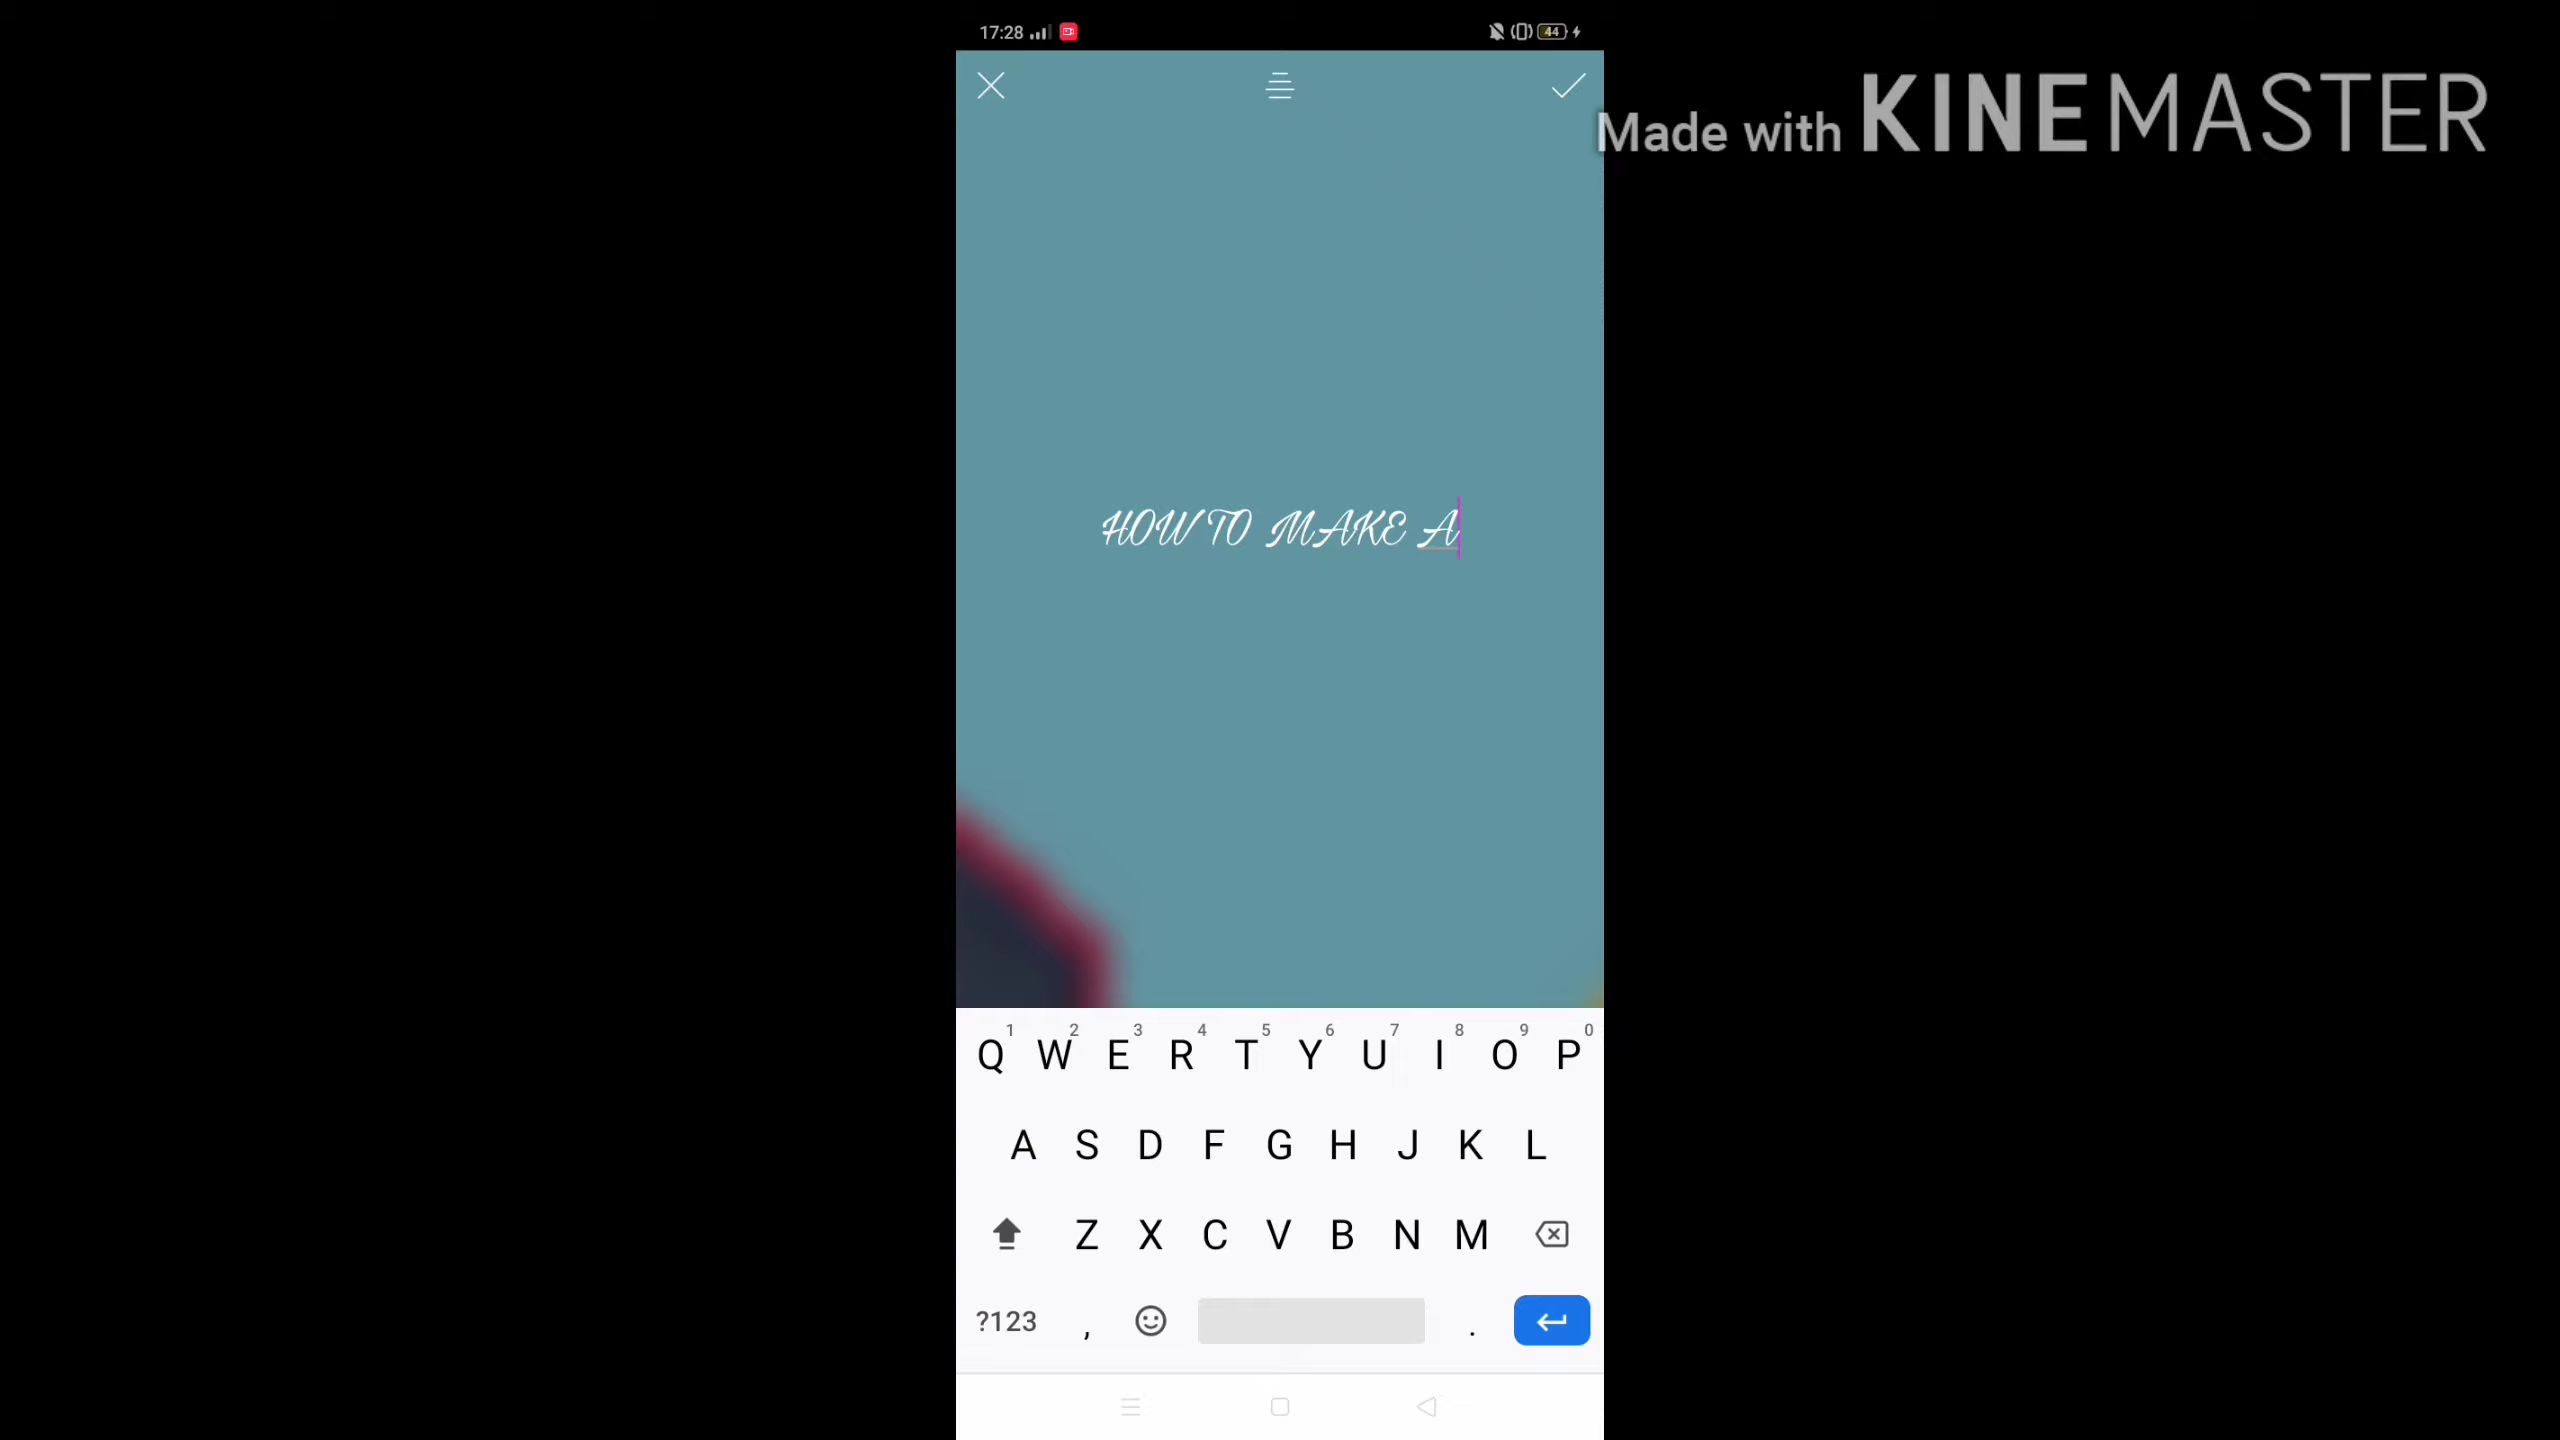 17:28
44
Made with KINEMASTER
HOW TO MAKE A
1 2 3 4 5 6 7 8 9 0
Q W E R T Y U I O P
A S D F G H J K L
Z X C V B N M
?123 , .